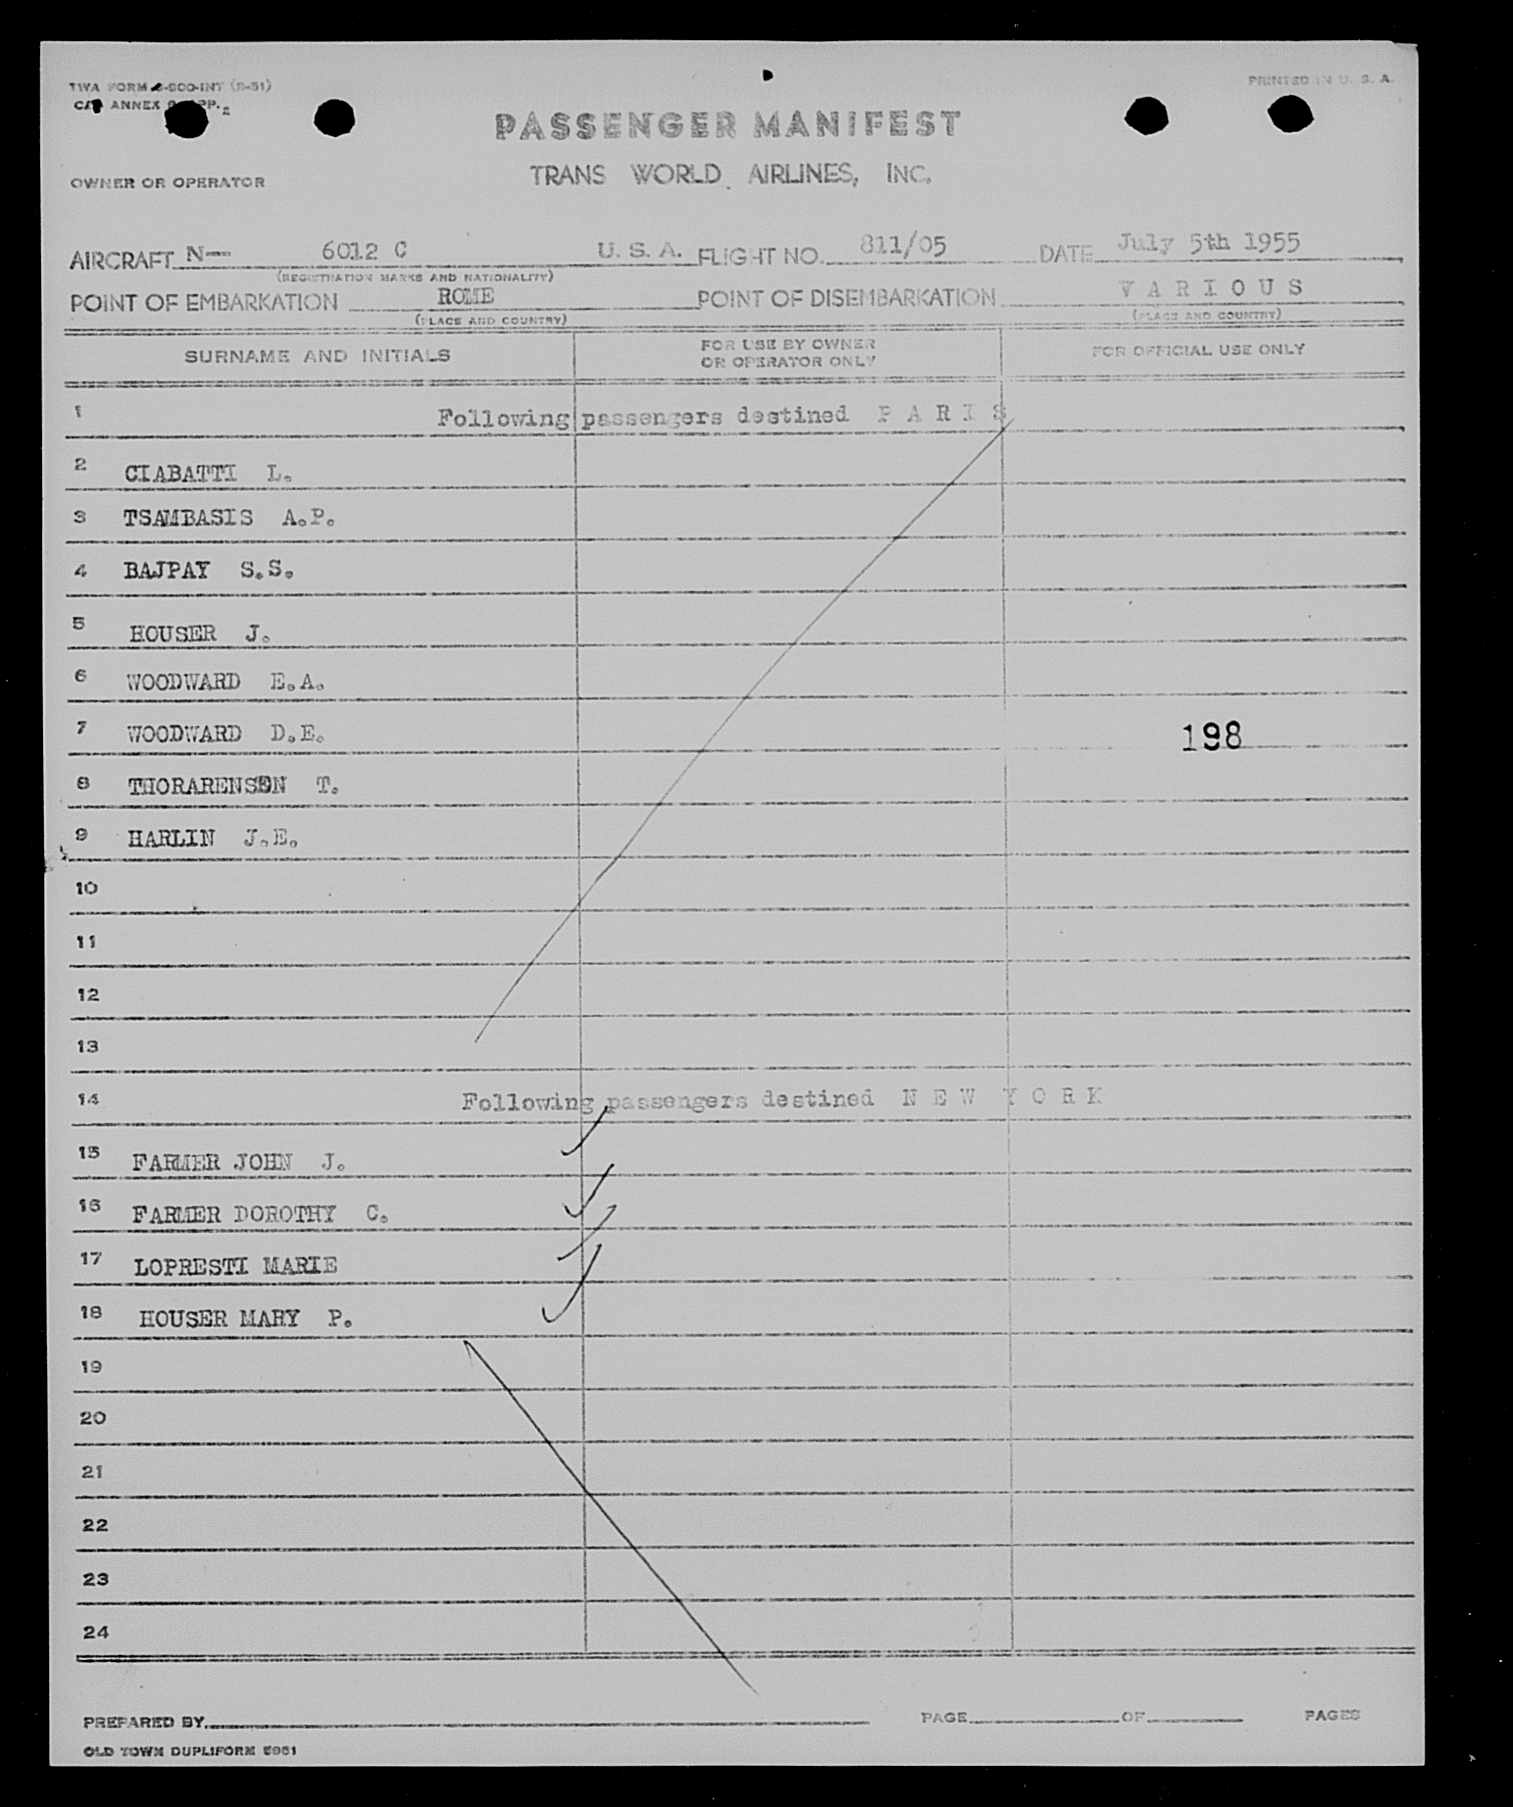 TWA FORM
ANNEX
PRINTED IN U. S. A.
PASSENGER MANIFEST
TRANS WORLD AIRLINES, INC.
OWNER OR OPERATOR
AIRCRAFT N-- 6012 C U. S. A. FLIGHT NO. 811/05 DATE July 5th 1955
(REGISTRATION MARKS AND NATIONALITY)
POINT OF EMBARKATION ROME POINT OF DISEMBARKATION V A R I O U S
(PLACE AND COUNTRY) (PLACE AND COUNTRY)
SURNAME AND INITIALS FOR USE BY OWNER OR OPERATOR ONLY FOR OFFICIAL USE ONLY
1 Following passengers destined P A R I S
2 CIABATTI L.
3 TSAMBASIS A.P.
4 BAJPAY S.S.
5 HOUSER J.
6 WOODWARD E.A.
7 WOODWARD D.E. 198
8 THORARENSEN T.
9 HARLIN J.E.
10
11
12
13
14 Following passengers destined N E W Y O R K
15 FARMER JOHN J.
16 FARMER DOROTHY C.
17 LOPRESTI MARIE
18 HOUSER MARY P.
19
20
21
22
23
24
PREPARED BY PAGE OF PAGES
OLD TOWN DUPLIFORM